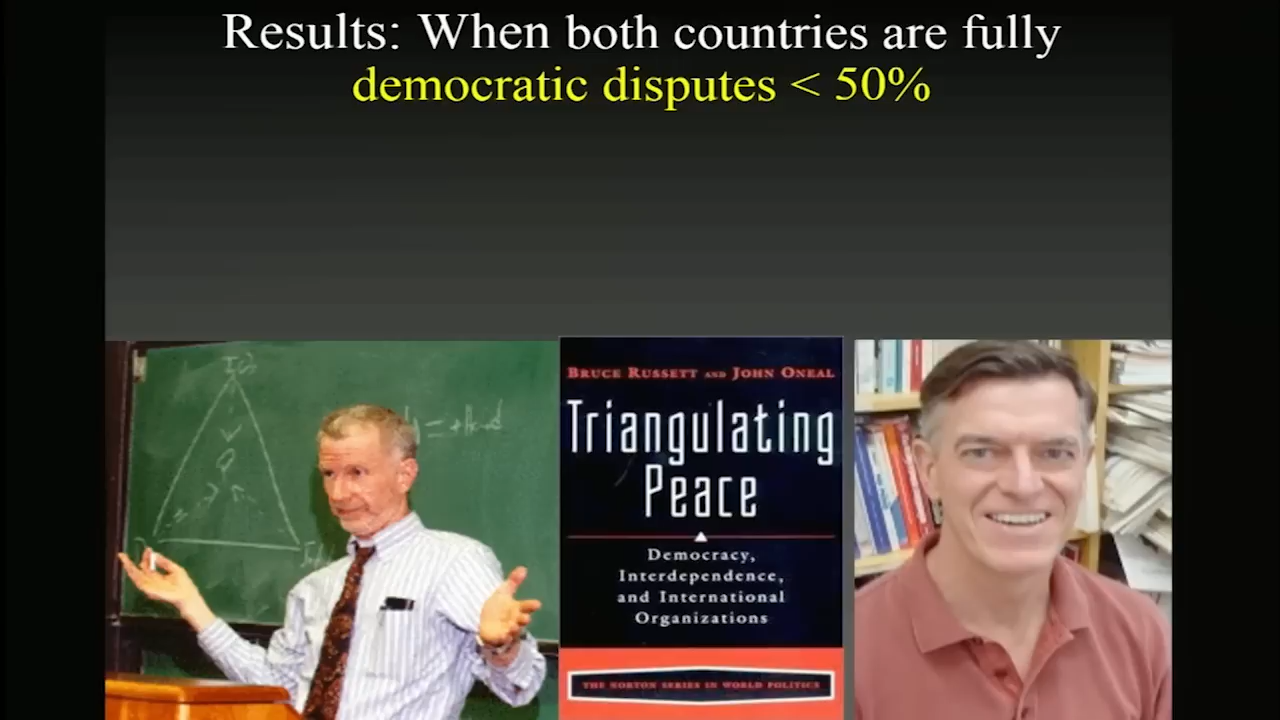 Results: When both countries are fully
democratic disputes < 50%
BRUCE RUSSETT AND JOHN ONEAL
Triangulating
Peace
Democracy,
Interdependence,
and International
Organizations
THE NORTON SERIES IN WORLD POLITICS